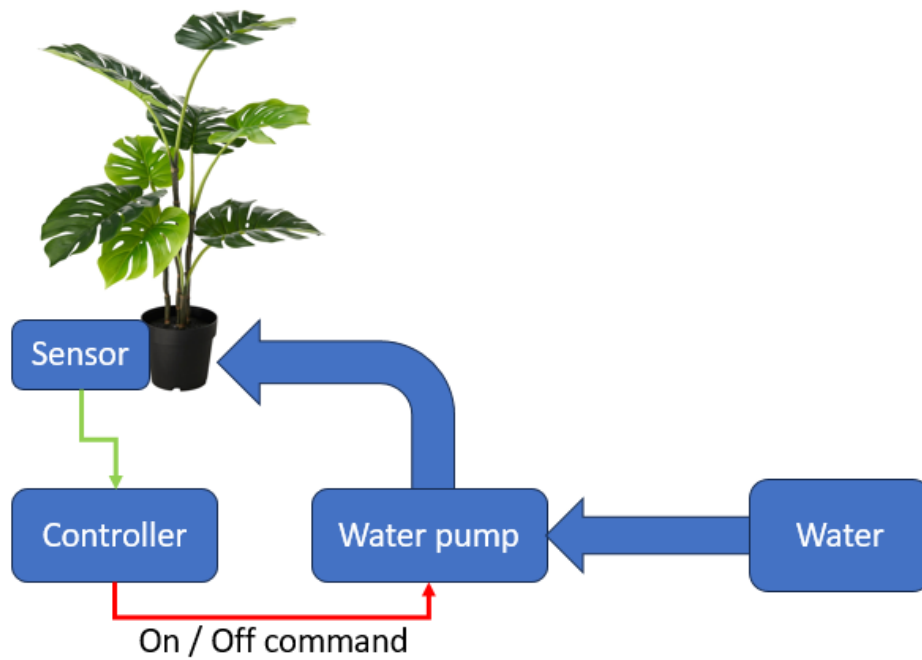 Sensor
Controller
Water pump
Water
On / Off command